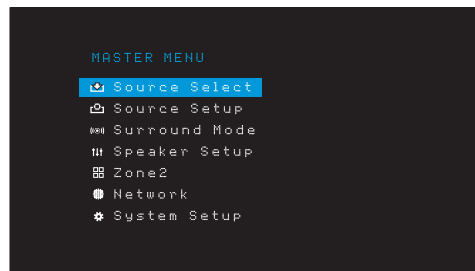 MASTER MENU
Source Select
Source Setup
Surround Mode
Speaker Setup
Zone2
Network
System Setup